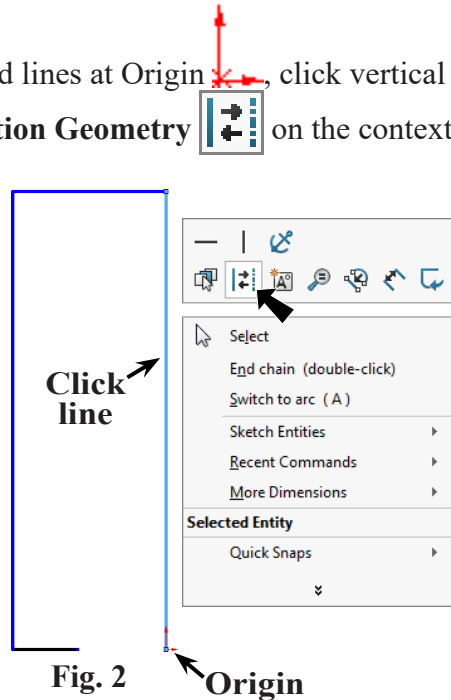 d lines at Origin , click vertical
tion Geometry on the context
Select
End chain (double-click)
Switch to arc ( A )
Sketch Entities
Recent Commands
More Dimensions
Selected Entity
Quick Snaps
Click
line
Fig. 2
Origin